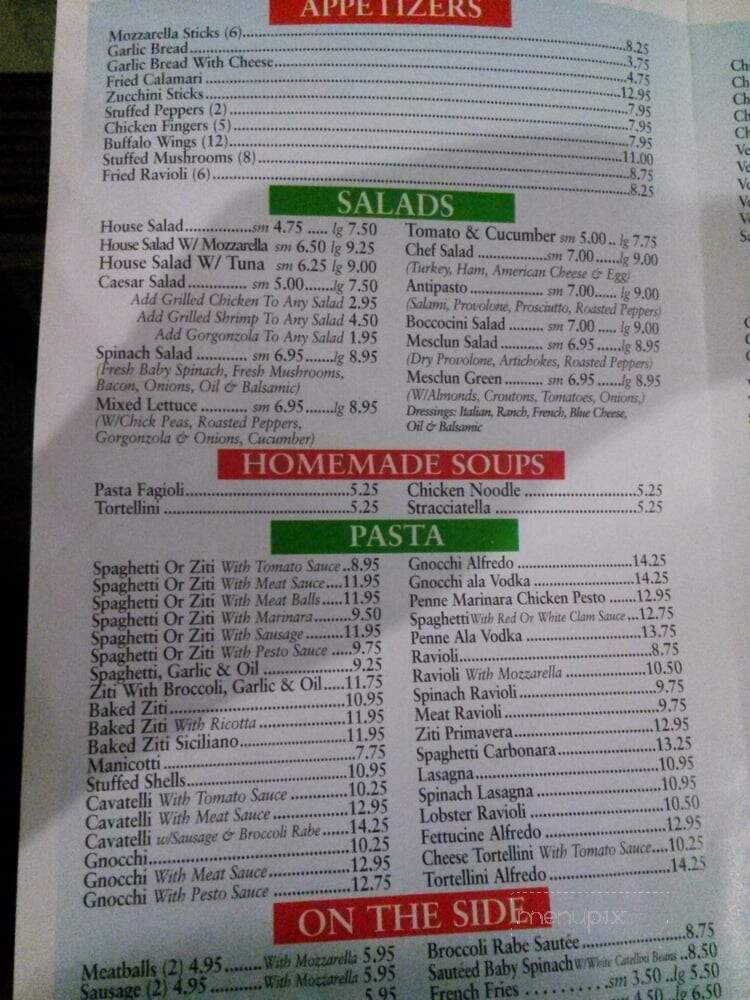 APPETIZERS
Mozzarella Sticks (6) 8.25
Garlic Bread 3.75
Garlic Bread With Cheese 4.75
Fried Calamari 12.95
Zucchini Sticks 7.95
Stuffed Peppers (2) 7.95
Chicken Fingers (5) 7.95
Buffalo Wings (12) 11.00
Stuffed Mushrooms (8) 8.75
Fried Ravioli (6) 8.25
SALADS
House Salad sm 4.75 ..... lg 7.50
House Salad W/ Mozzarella sm 6.50 lg 9.25
House Salad W/ Tuna sm 6.25 lg 9.00
Caesar Salad sm 5.00 lg 7.50
Add Grilled Chicken To Any Salad 2.95
Add Grilled Shrimp To Any Salad 4.50
Add Gorgonzola To Any Salad 1.95
Spinach Salad sm 6.95 lg 8.95
(Fresh Baby Spinach, Fresh Mushrooms,
Bacon, Onions, Oil & Balsamic)
Mixed Lettuce sm 6.95 lg 8.95
(W/Chick Peas, Roasted Peppers,
Gorgonzola & Onions, Cucumber)
Tomato & Cucumber sm 5.00 .. lg 7.75
Chef Salad sm 7.00 lg 9.00
(Turkey, Ham, American Cheese & Egg)
Antipasto sm 7.00 lg 9.00
(Salami, Provolone, Prosciutto, Roasted Peppers)
Boccocini Salad sm 7.00 lg 9.00
Mesclun Salad sm 6.95 lg 8.95
(Dry Provolone, Artichokes, Roasted Peppers)
Mesclun Green sm 6.95 lg 8.95
(W/Almonds, Croutons, Tomatoes, Onions,)
Dressings: Italian, Ranch, French, Blue Cheese,
Oil & Balsamic
HOMEMADE SOUPS
Pasta Fagioli 5.25
Tortellini 5.25
Chicken Noodle 5.25
Stracciatella 5.25
PASTA
Spaghetti Or Ziti With Tomato Sauce 8.95
Spaghetti Or Ziti With Meat Sauce 11.95
Spaghetti Or Ziti With Meat Balls 11.95
Spaghetti Or Ziti With Marinara 9.50
Spaghetti Or Ziti With Sausage 11.95
Spaghetti Or Ziti With Pesto Sauce 9.75
Spaghetti, Garlic & Oil 9.25
Ziti With Broccoli, Garlic & Oil 11.75
Baked Ziti 10.95
Baked Ziti With Ricotta 11.95
Baked Ziti Siciliano 11.95
Manicotti 7.75
Stuffed Shells 10.95
Cavatelli With Tomato Sauce 10.25
Cavatelli With Meat Sauce 12.95
Cavatelli w/Sausage & Broccoli Rabe 14.25
Gnocchi 10.25
Gnocchi With Meat Sauce 12.95
Gnocchi With Pesto Sauce 12.75
Gnocchi Alfredo 14.25
Gnocchi ala Vodka 14.25
Penne Marinara Chicken Pesto 12.95
Spaghetti With Red Or White Clam Sauce 12.75
Penne Ala Vodka 13.75
Ravioli 8.75
Ravioli With Mozzarella 10.50
Spinach Ravioli 9.75
Meat Ravioli 9.75
Ziti Primavera 12.95
Spaghetti Carbonara 13.25
Lasagna 10.95
Spinach Lasagna 10.95
Lobster Ravioli 10.50
Fettucine Alfredo 12.95
Cheese Tortellini With Tomato Sauce 10.25
Tortellini Alfredo 14.25
ON THE SIDE
menupix
Meatballs (2) 4.95 With Mozzarella 5.95
Sausage (2) 4.95 With Mozzarella 5.95
5.95
Broccoli Rabe Sautée 8.75
Sautéed Baby Spinach W/White Catellini Beans 8.50
French Fries sm 3.50 .. lg 5.50
lg 6.50